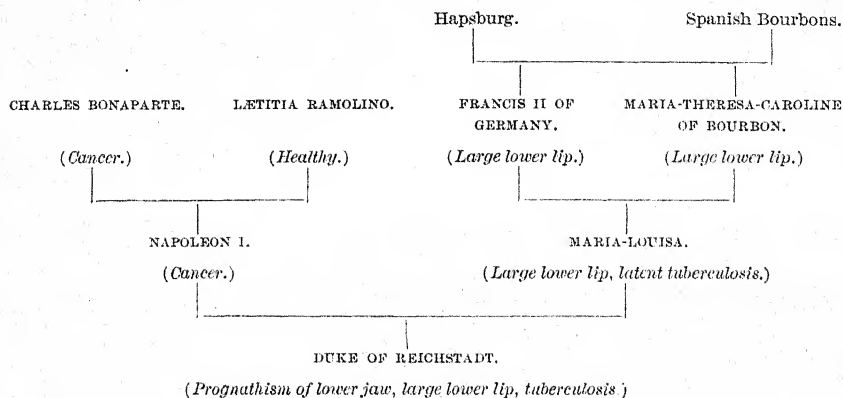 Hapsburg. Spanish Bourbons.
CHARLES BONAPARTE. LÆTITIA RAMOLINO. FRANCIS II OF MARIA-THERESA-CAROLINE
GERMANY. OF BOURBON.
(Cancer.) (Healthy.) (Large lower lip.) (Large lower lip.)
NAPOLEON I. MARIA-LOUISA.
(Cancer.) (Large lower lip, latent tuberculosis.)
DUKE OF REICHSTADT.
(Prognathism of lower jaw, large lower lip, tuberculosis.)